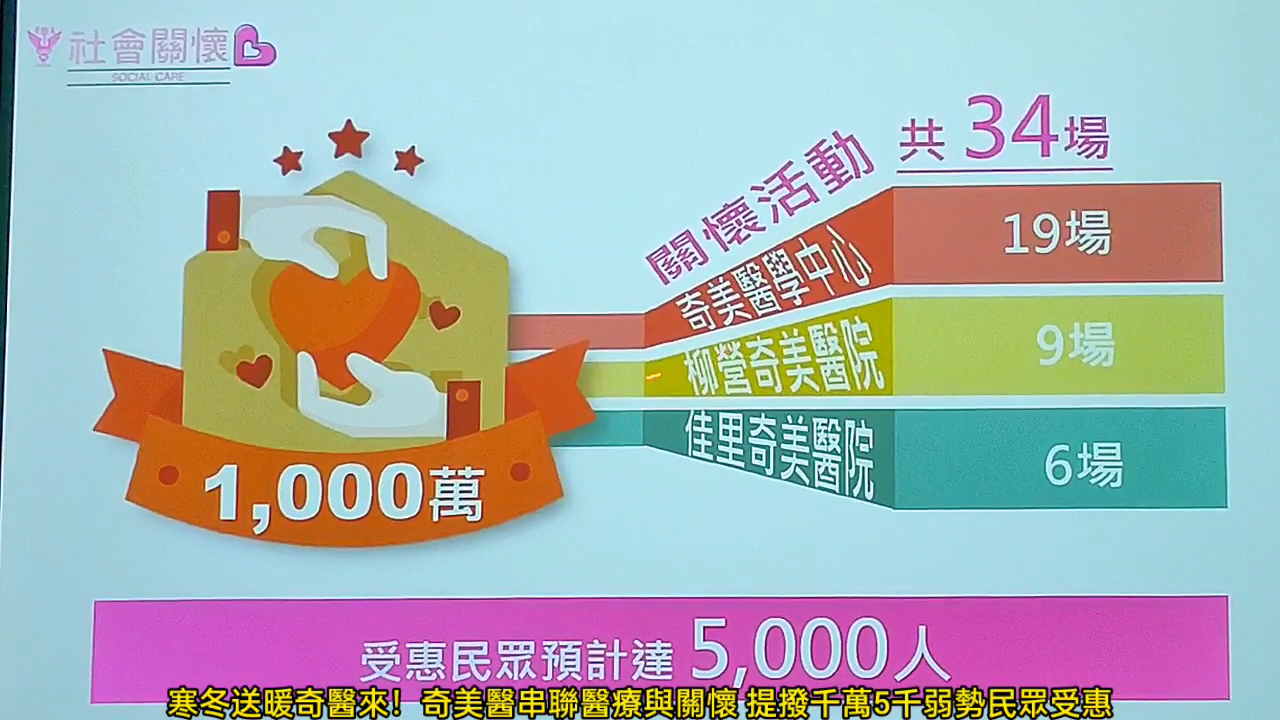 社會關懷
SOCIAL CARE
關懷活動 共 34場
奇美醫學中心 19場
柳營奇美醫院 9場
佳里奇美醫院 6場
1,000萬
受惠民眾預計達 5,000人
寒冬送暖奇醫來！奇美醫串聯醫療與關懷 提撥千萬5千弱勢民眾受惠